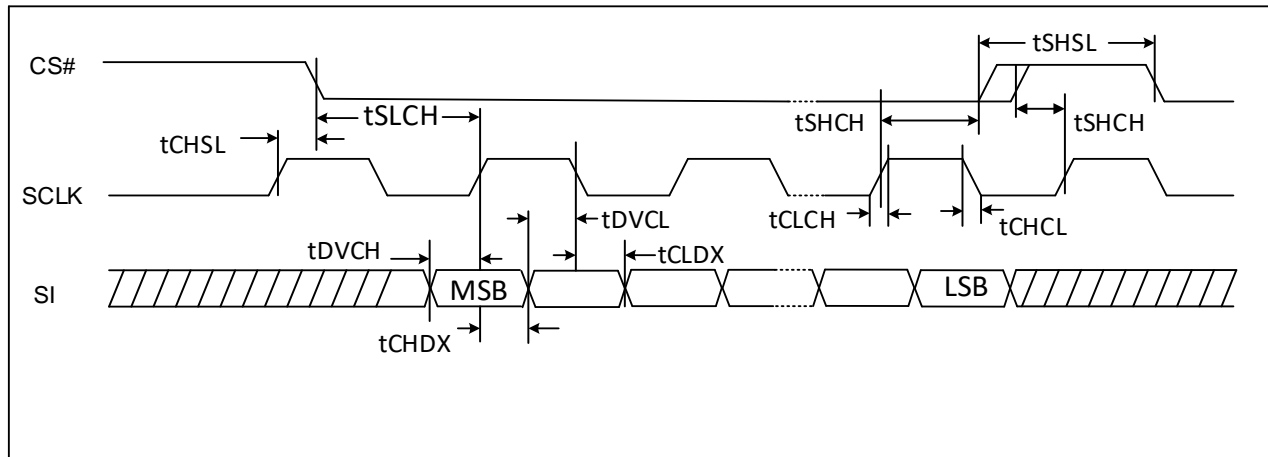 tSHSL
CS#
tSLCH
tSHCH
tSHCH
tCHSL
SCLK
tDVCL
tCLCH
tCHCL
tDVCH
tCLDX
SI
MSB
LSB
tCHDX